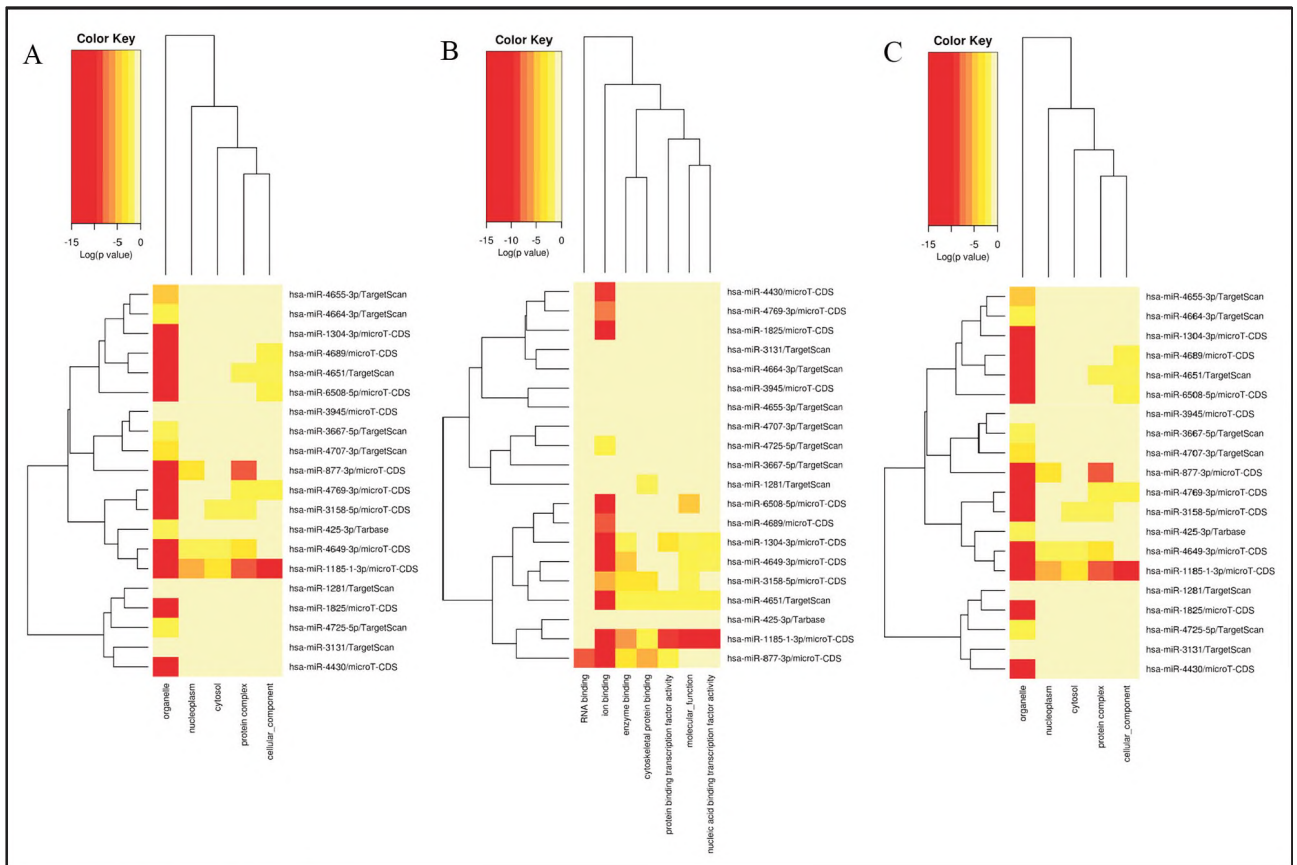 A
Color Key
-15
-5
0
Log(p value)
hsa-miR-4655-3p/TargetScan
hsa-miR-4664-3p/TargetScan
hsa-miR-1304-3p/microT-CDS
hsa-miR-4689/microT-CDS
hsa-miR-4651/TargetScan
hsa-miR-6508-5p/microT-CDS
hsa-miR-3945/microT-CDS
hsa-miR-3667-5p/TargetScan
hsa-miR-4707-3p/TargetScan
hsa-miR-877-3p/microT-CDS
hsa-miR-4769-3p/microT-CDS
hsa-miR-3158-5p/microT-CDS
hsa-miR-425-3p/Tarbase
hsa-miR-4649-3p/microT-CDS
hsa-miR-1185-1-3p/microT-CDS
hsa-miR-1281/TargetScan
hsa-miR-1825/microT-CDS
hsa-miR-4725-5p/TargetScan
hsa-miR-3131/TargetScan
hsa-miR-4430/microT-CDS
organelle
nucleoplasm
cytosol
protein complex
cellular_component
B
Color Key
-15
-10
-5
0
Log(p value)
hsa-miR-4430/microT-CDS
hsa-miR-4769-3p/microT-CDS
hsa-miR-1825/microT-CDS
hsa-miR-3131/TargetScan
hsa-miR-4664-3p/TargetScan
hsa-miR-3945/microT-CDS
hsa-miR-4655-3p/TargetScan
hsa-miR-4707-3p/TargetScan
hsa-miR-4725-5p/TargetScan
hsa-miR-3667-5p/TargetScan
hsa-miR-1281/TargetScan
hsa-miR-6508-5p/microT-CDS
hsa-miR-4689/microT-CDS
hsa-miR-1304-3p/microT-CDS
hsa-miR-4649-3p/microT-CDS
hsa-miR-3158-5p/microT-CDS
hsa-miR-4651/TargetScan
hsa-miR-425-3p/Tarbase
hsa-miR-1185-1-3p/microT-CDS
hsa-miR-877-3p/microT-CDS
RNA binding
ion binding
enzyme binding
cytoskeletal protein binding
protein binding transcription factor activity
molecular_function
nucleic acid binding transcription factor activity
C
Color Key
-15
-5
0
Log(p value)
hsa-miR-4655-3p/TargetScan
hsa-miR-4664-3p/TargetScan
hsa-miR-1304-3p/microT-CDS
hsa-miR-4689/microT-CDS
hsa-miR-4651/TargetScan
hsa-miR-6508-5p/microT-CDS
hsa-miR-3945/microT-CDS
hsa-miR-3667-5p/TargetScan
hsa-miR-4707-3p/TargetScan
hsa-miR-877-3p/microT-CDS
hsa-miR-4769-3p/microT-CDS
hsa-miR-3158-5p/microT-CDS
hsa-miR-425-3p/Tarbase
hsa-miR-4649-3p/microT-CDS
hsa-miR-1185-1-3p/microT-CDS
hsa-miR-1281/TargetScan
hsa-miR-1825/microT-CDS
hsa-miR-4725-5p/TargetScan
hsa-miR-3131/TargetScan
hsa-miR-4430/microT-CDS
organelle
nucleoplasm
cytosol
protein complex
cellular_component